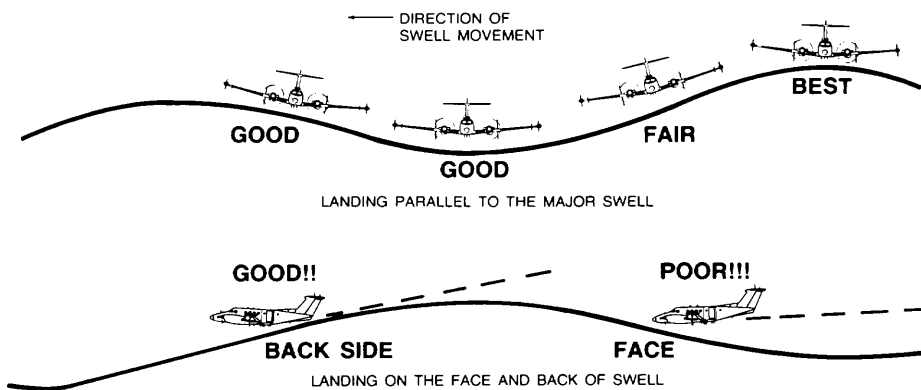 DIRECTION OF
SWELL MOVEMENT
BEST
GOOD
FAIR
GOOD
LANDING PARALLEL TO THE MAJOR SWELL
GOOD!!
POOR!!!
BACK SIDE
FACE
LANDING ON THE FACE AND BACK OF SWELL